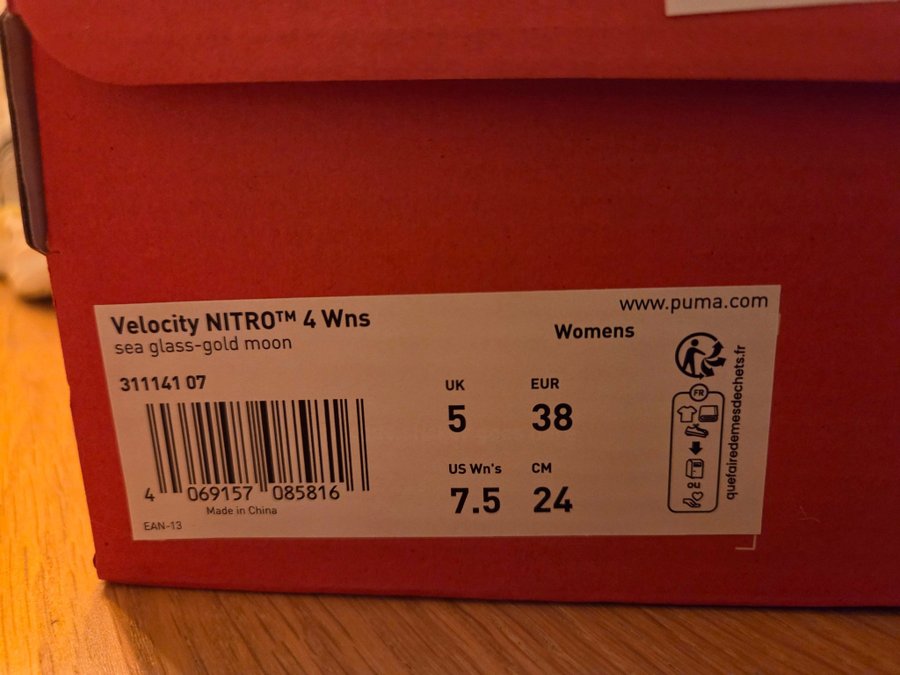 www.puma.com
Velocity NITRO™ 4 Wns
sea glass-gold moon
Womens
311141 07
UK
5
EUR
38
US Wn's
7.5
CM
24
4 069157 085816
Made in China
EAN-13
FR
OU
quefairedemesdechets.fr